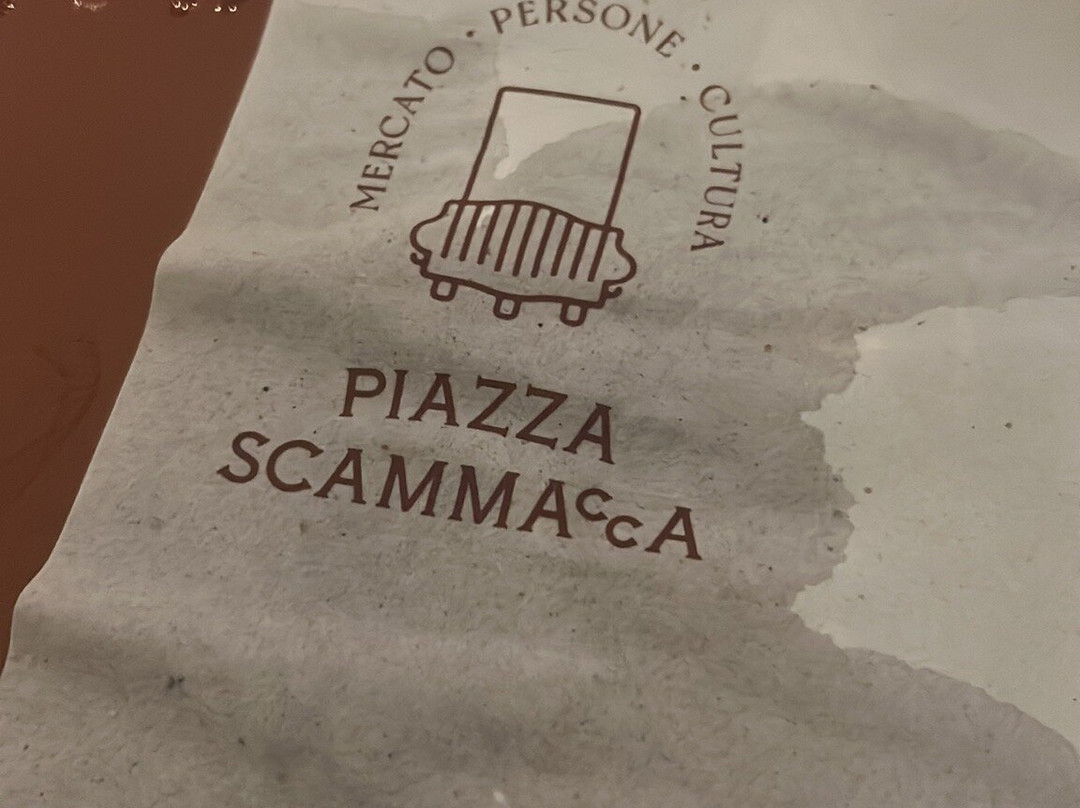 MERCATO · PERSONE · CULTURA
PIAZZA
SCAMMACCA